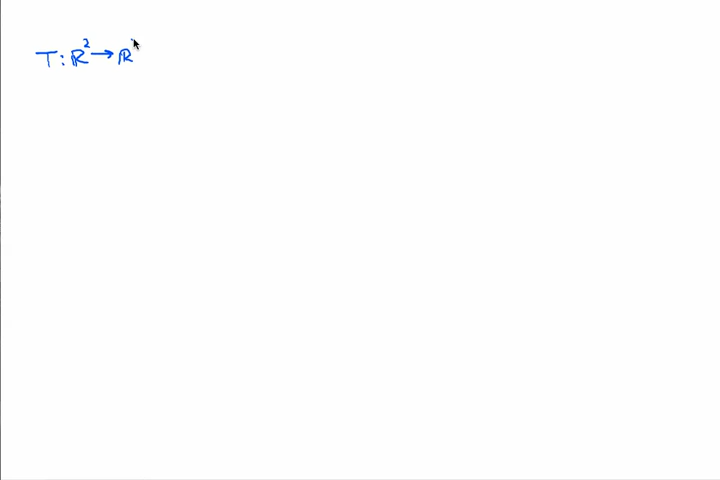 T: ℝ² → ℝ